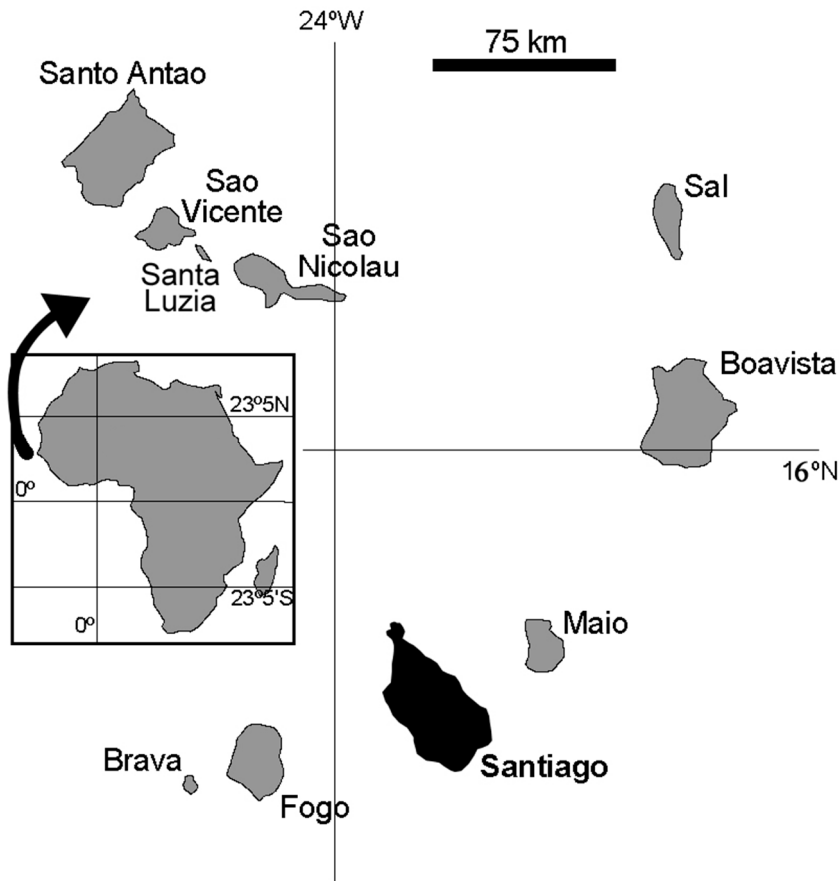 24ºW
75 km
Santo Antao
Sao
Vicente
Sal
Sao
Nicolau
Santa
Luzia
Boavista
23º5N
16ºN
0º
23º5'S
0º
Maio
Brava
Santiago
Fogo